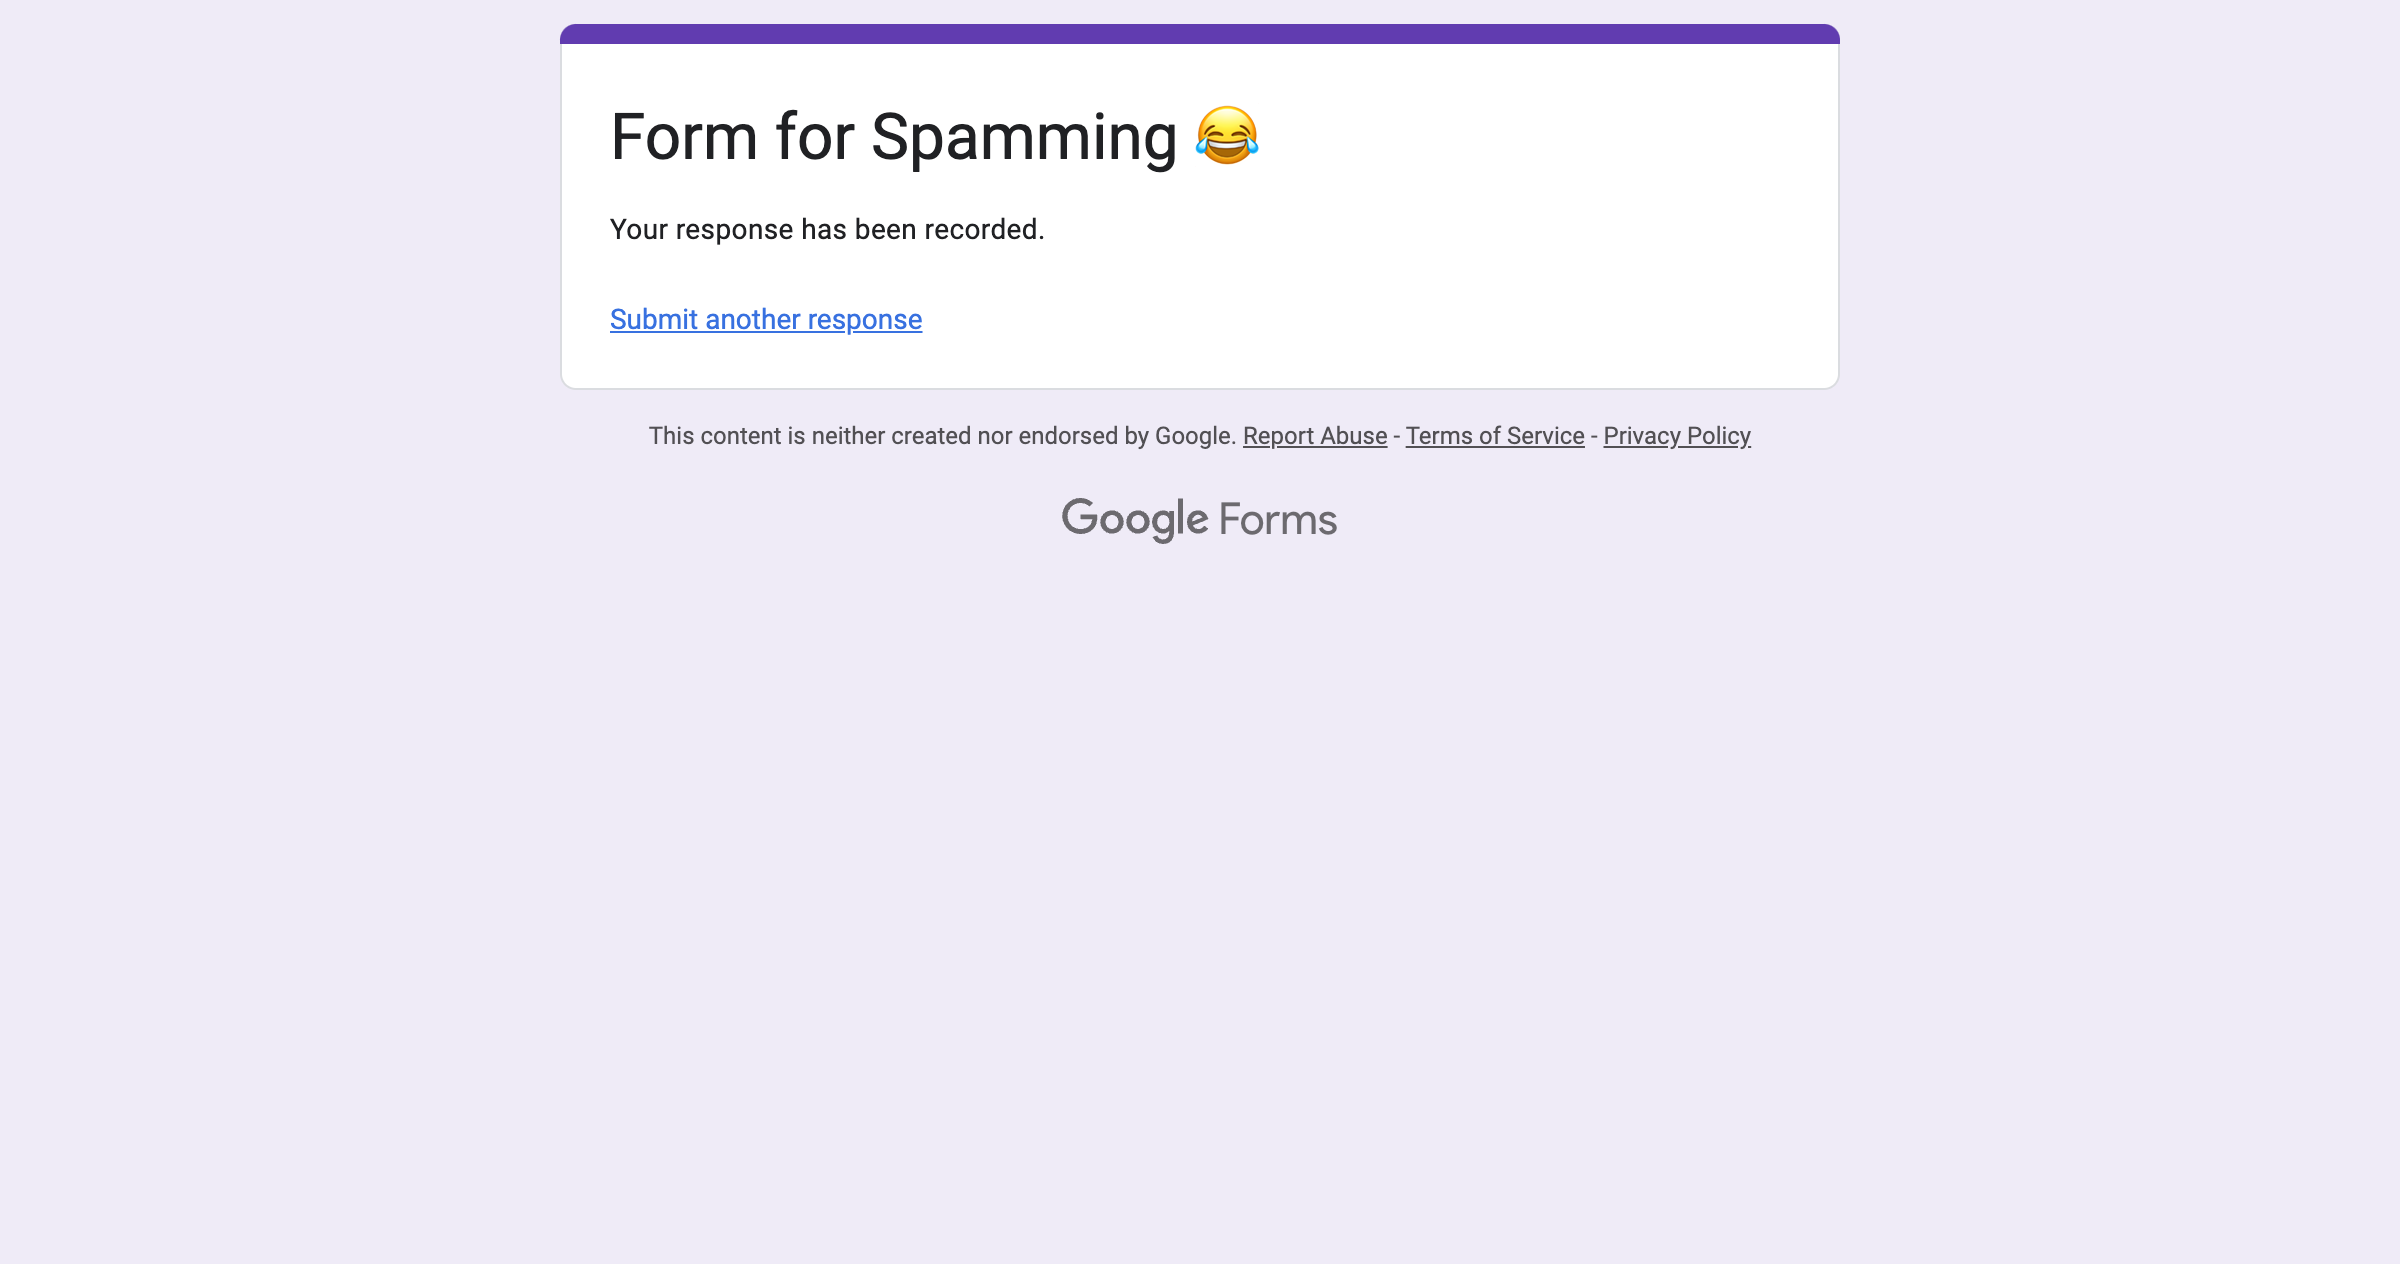 Form for Spamming 😂
Your response has been recorded.
Submit another response
This content is neither created nor endorsed by Google. Report Abuse - Terms of Service - Privacy Policy
Google Forms